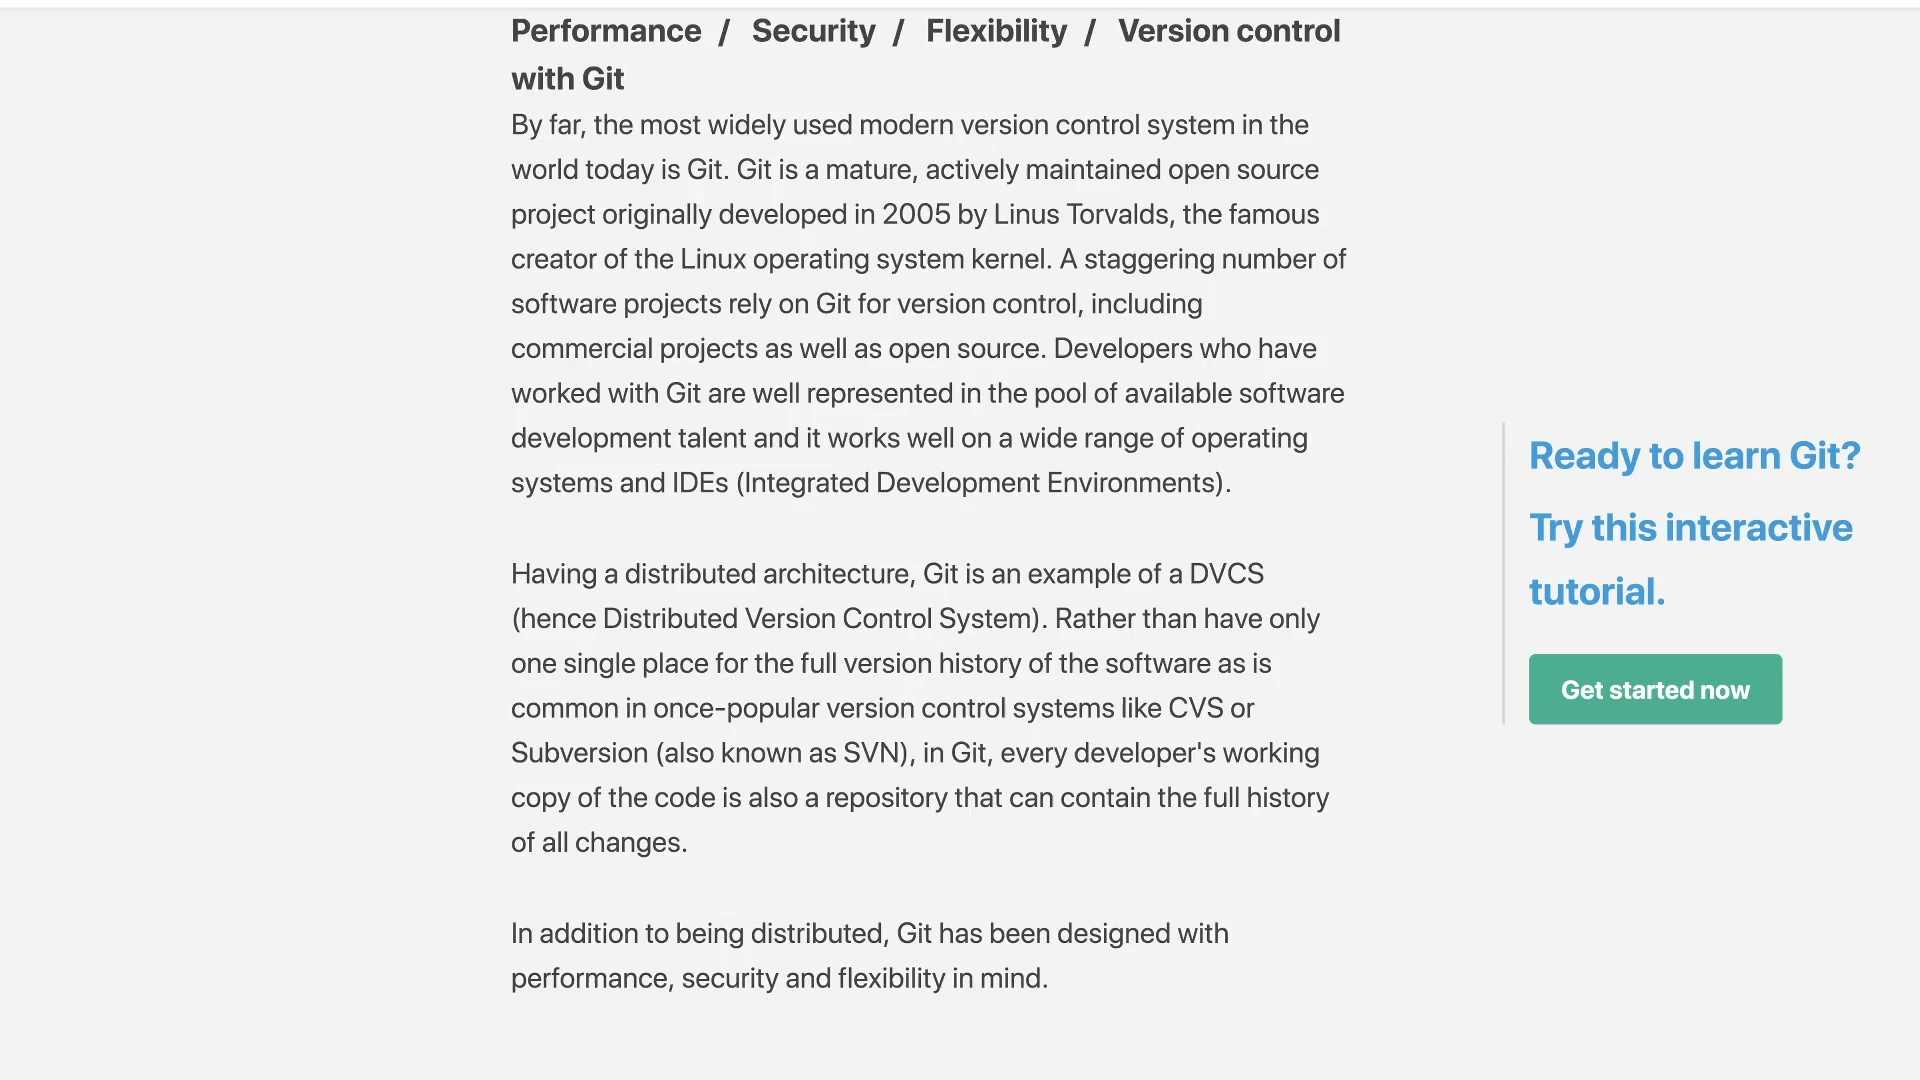 Performance / Security / Flexibility / Version control
with Git
By far, the most widely used modern version control system in the
world today is Git. Git is a mature, actively maintained open source
project originally developed in 2005 by Linus Torvalds, the famous
creator of the Linux operating system kernel. A staggering number of
software projects rely on Git for version control, including
commercial projects as well as open source. Developers who have
worked with Git are well represented in the pool of available software
development talent and it works well on a wide range of operating
systems and IDEs (Integrated Development Environments).
Having a distributed architecture, Git is an example of a DVCS
(hence Distributed Version Control System). Rather than have only
one single place for the full version history of the software as is
common in once-popular version control systems like CVS or
Subversion (also known as SVN), in Git, every developer's working
copy of the code is also a repository that can contain the full history
of all changes.
In addition to being distributed, Git has been designed with
performance, security and flexibility in mind.
Ready to learn Git?
Try this interactive
tutorial.
Get started now